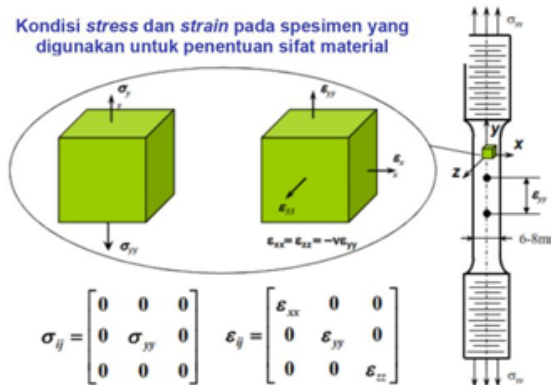 Kondisi stress dan strain pada spesimen yang
digunakan untuk penentuan sifat material
σyy
σy
y
εyy
εx
x
εzz
σyy
εxx = εzz = −νεyy
y
x
z
εyy
6-8m
σij = [0 0 0
0 σyy 0
0 0 0]
εij = [εxx 0 0
0 εyy 0
0 0 εzz]
σyy